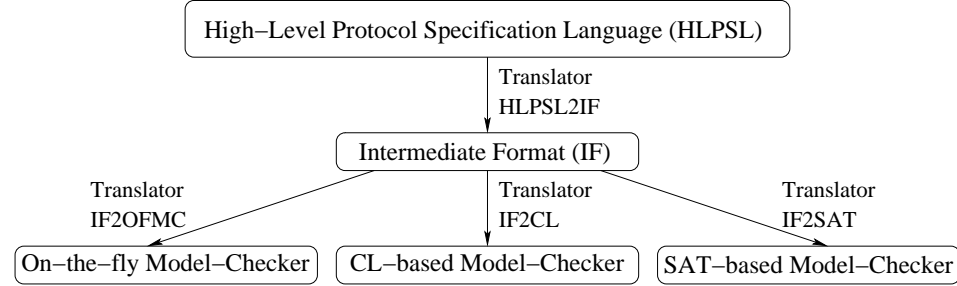 High−Level Protocol Specification Language (HLPSL)
Translator
HLPSL2IF
Intermediate Format (IF)
Translator
IF2OFMC
Translator
IF2CL
Translator
IF2SAT
On−the−fly Model−Checker
CL−based Model−Checker
SAT−based Model−Checker